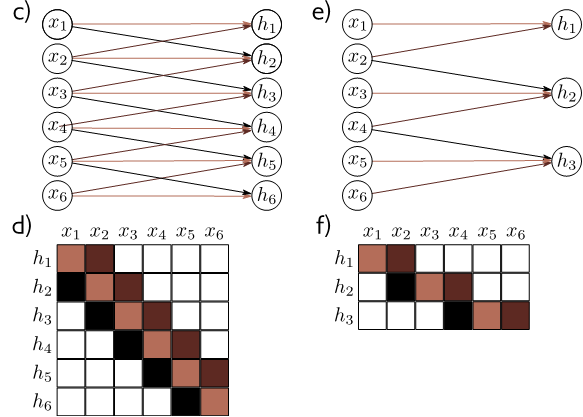 c)
x₁ h₁
x₂ h₂
x₃ h₃
x₄ h₄
x₅ h₅
x₆ h₆
e)
x₁ h₁
x₂
x₃ h₂
x₄
x₅ h₃
x₆
d)
x₁ x₂ x₃ x₄ x₅ x₆
h₁
h₂
h₃
h₄
h₅
h₆
f)
x₁ x₂ x₃ x₄ x₅ x₆
h₁
h₂
h₃